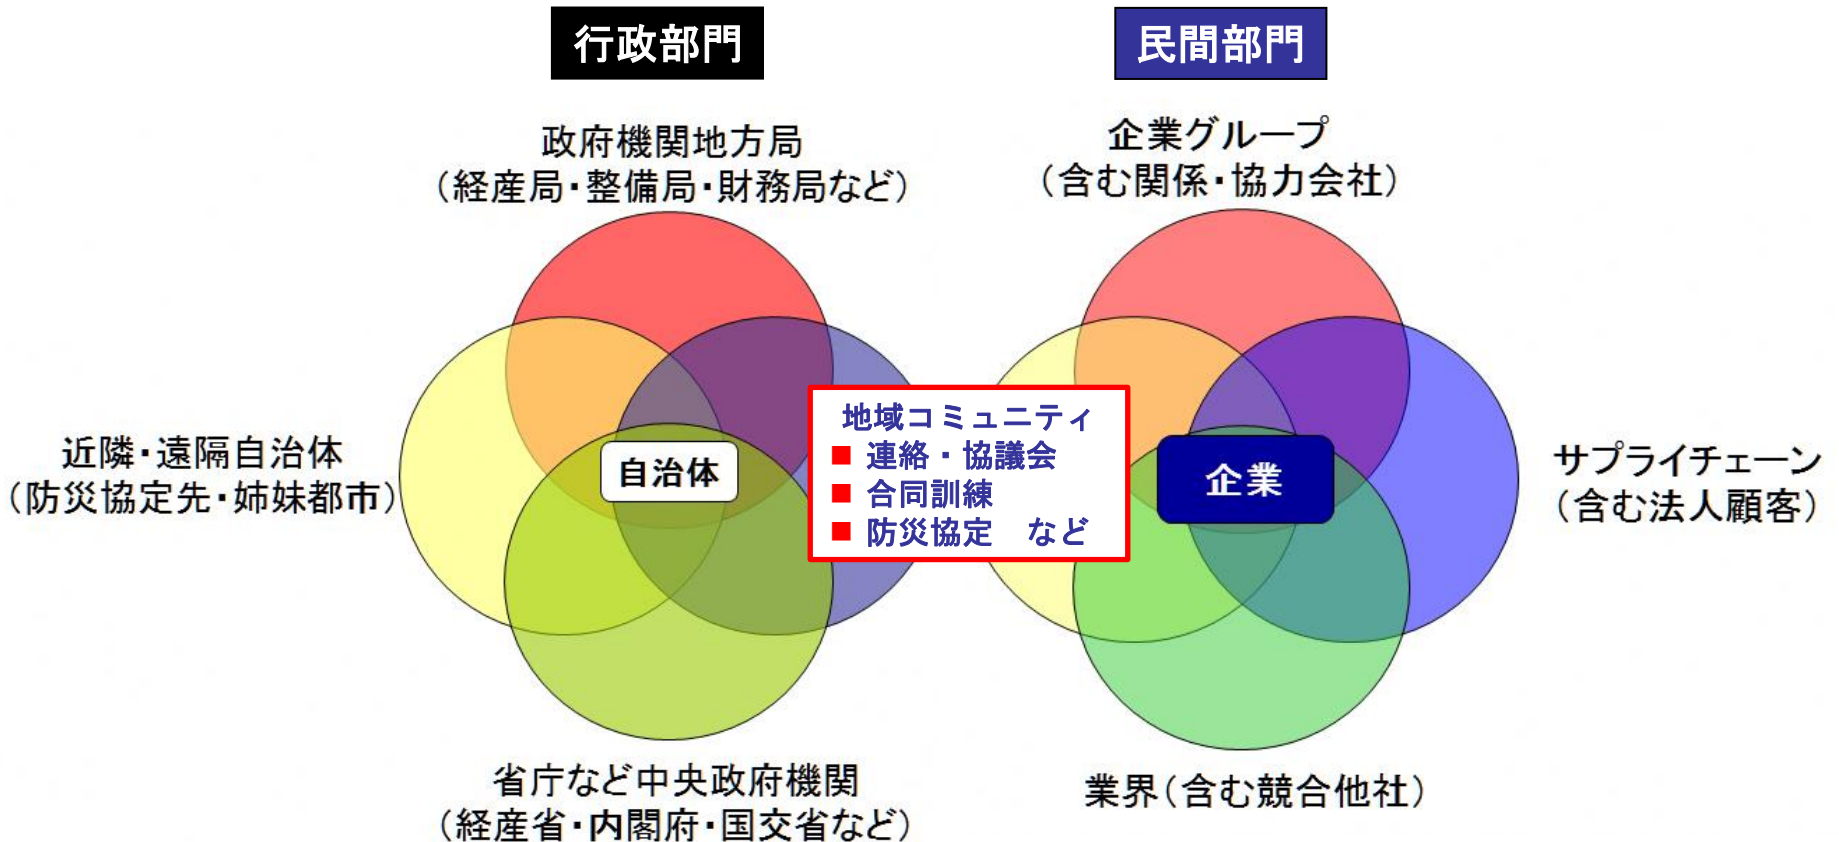 行政部門
民間部門
政府機関地方局
（経産局・整備局・財務局など）
企業グループ
（含む関係・協力会社）
近隣・遠隔自治体
（防災協定先・姉妹都市）
自治体
地域コミュニティ
■ 連絡・協議会
■ 合同訓練
■ 防災協定　など
企業
サプライチェーン
（含む法人顧客）
省庁など中央政府機関
（経産省・内閣府・国交省など）
業界（含む競合他社）